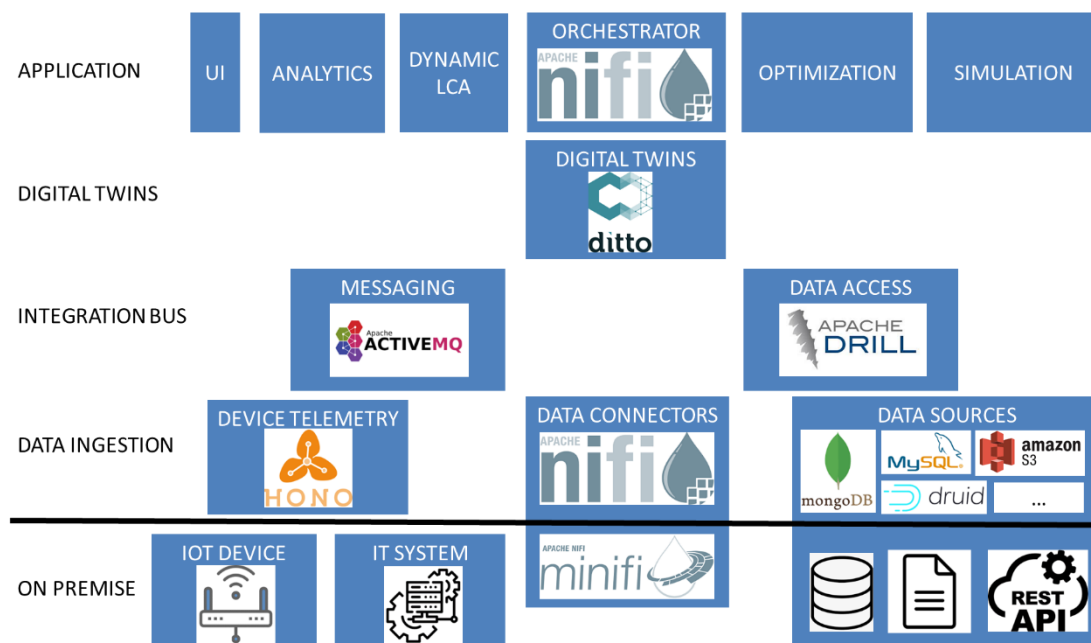 APPLICATION
UI
ANALYTICS
DYNAMIC
LCA
ORCHESTRATOR
APACHE
nifi
OPTIMIZATION
SIMULATION
DIGITAL TWINS
DIGITAL TWINS
ditto
INTEGRATION BUS
MESSAGING
Apache
ACTIVEMQ
DATA ACCESS
APACHE
DRILL
DATA INGESTION
DEVICE TELEMETRY
HONO
DATA CONNECTORS
APACHE
nifi
DATA SOURCES
mongoDB
MySQL®
amazon
S3
druid
...
ON PREMISE
IOT DEVICE
IT SYSTEM
APACHE NIFI
minifi
REST
API